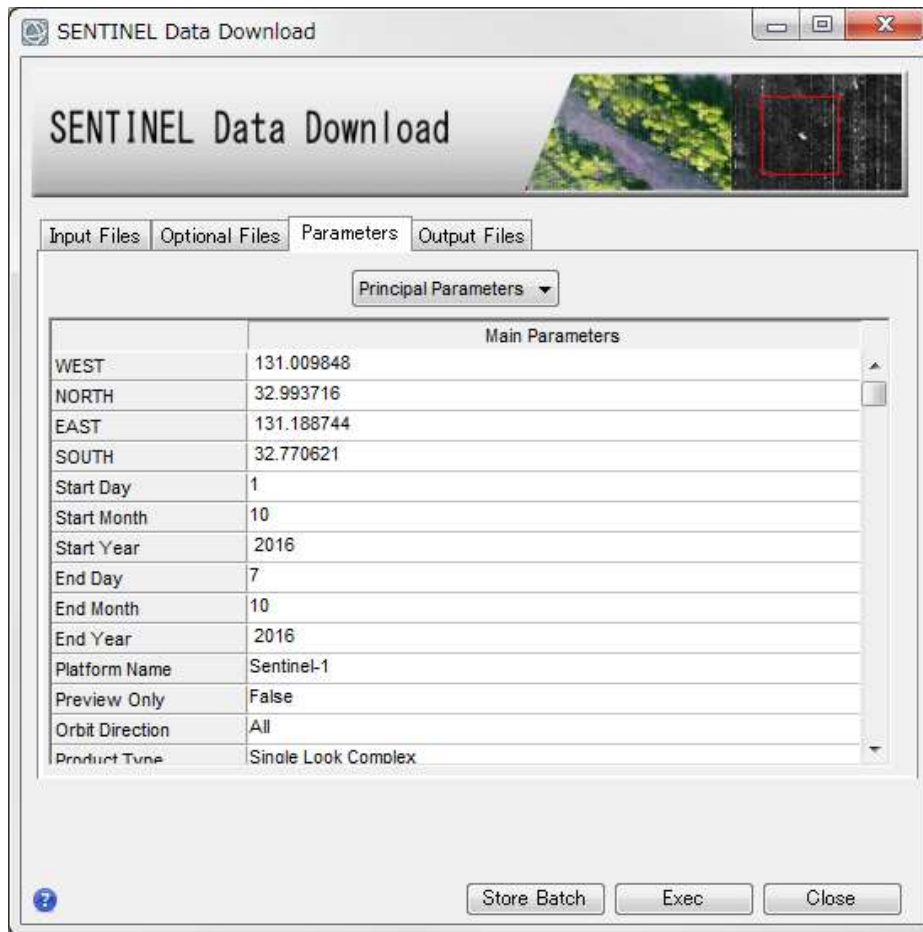 SENTINEL Data Download
SENTINEL Data Download
Input Files Optional Files Parameters Output Files
Principal Parameters
Main Parameters
WEST 131.009848
NORTH 32.993716
EAST 131.188744
SOUTH 32.770621
Start Day 1
Start Month 10
Start Year 2016
End Day 7
End Month 10
End Year 2016
Platform Name Sentinel-1
Preview Only False
Orbit Direction All
Product Type Single Look Complex
Store Batch Exec Close